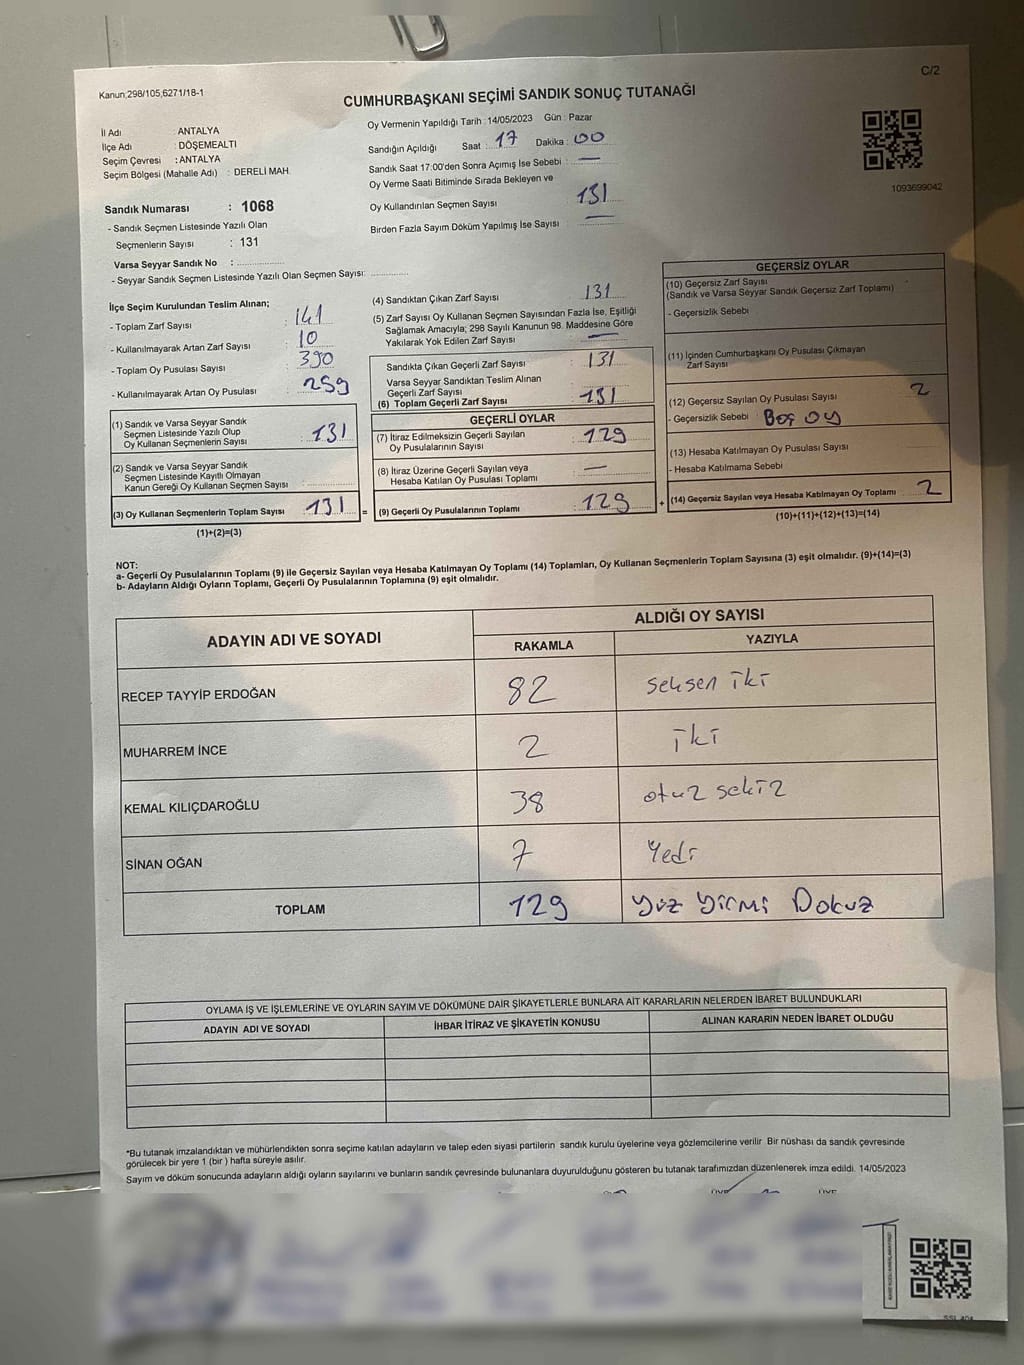 Kanun;298/105,6271/18-1
C/2
CUMHURBAŞKANI SEÇİMİ SANDIK SONUÇ TUTANAĞI
İl Adı : ANTALYA
İlçe Adı : DÖŞEMEALTI
Seçim Çevresi : ANTALYA
Seçim Bölgesi (Mahalle Adı) : DERELİ MAH.
Oy Vermenin Yapıldığı Tarih : 14/05/2023 Gün : Pazar
Sandığın Açıldığı Saat : 17 Dakika : 00
Sandık Saat 17:00'den Sonra Açımış İse Sebebi : —
Oy Verme Saati Bitiminde Sırada Bekleyen ve
Oy Kullandırılan Seçmen Sayısı 131
Birden Fazla Sayım Döküm Yapılmış İse Sayısı : —
1093699042
Sandık Numarası : 1068
- Sandık Seçmen Listesinde Yazılı Olan
Seçmenlerin Sayısı : 131
Varsa Seyyar Sandık No :
- Seyyar Sandık Seçmen Listesinde Yazılı Olan Seçmen Sayısı:
İlçe Seçim Kurulundan Teslim Alınan;
- Toplam Zarf Sayısı : 141
- Kullanılmayarak Artan Zarf Sayısı : 10
- Toplam Oy Pusulası Sayısı : 390
- Kullanılmayarak Artan Oy Pusulası : 259
(1) Sandık ve Varsa Seyyar Sandık
Seçmen Listesinde Yazılı Olup
Oy Kullanan Seçmenlerin Sayısı : 131
(2) Sandık ve Varsa Seyyar Sandık
Seçmen Listesinde Kayıtlı Olmayan
Kanun Gereği Oy Kullanan Seçmen Sayısı :
(3) Oy Kullanan Seçmenlerin Toplam Sayısı : 131 =
(1)+(2)=(3)
(4) Sandıktan Çıkan Zarf Sayısı : 131
(5) Zarf Sayısı Oy Kullanan Seçmen Sayısından Fazla İse, Eşitliği
Sağlamak Amacıyla; 298 Sayılı Kanunun 98. Maddesine Göre
Yakılarak Yok Edilen Zarf Sayısı : —
Sandıkta Çıkan Geçerli Zarf Sayısı : 131
Varsa Seyyar Sandıktan Teslim Alınan
Geçerli Zarf Sayısı :
(6) Toplam Geçerli Zarf Sayısı : 131
GEÇERLİ OYLAR
(7) İtiraz Edilmeksizin Geçerli Sayılan
Oy Pusulalarının Sayısı : 129
(8) İtiraz Üzerine Geçerli Sayılan veya
Hesaba Katılan Oy Pusulası Toplamı : —
(9) Geçerli Oy Pusulalarının Toplamı : 129 +
GEÇERSİZ OYLAR
(10) Geçersiz Zarf Sayısı
(Sandık ve Varsa Seyyar Sandık Geçersiz Zarf Toplamı)
- Geçersizlik Sebebi
(11) İçinden Cumhurbaşkanı Oy Pusulası Çıkmayan
Zarf Sayısı
(12) Geçersiz Sayılan Oy Pusulası Sayısı 2
- Geçersizlik Sebebi Boş oy
(13) Hesaba Katılmayan Oy Pusulası Sayısı
- Hesaba Katılmama Sebebi
(14) Geçersiz Sayılan veya Hesaba Katılmayan Oy Toplamı 2
(10)+(11)+(12)+(13)=(14)
NOT:
a- Geçerli Oy Pusulalarının Toplamı (9) ile Geçersiz Sayılan veya Hesaba Katılmayan Oy Toplamı (14) Toplamları, Oy Kullanan Seçmenlerin Toplam Sayısına (3) eşit olmalıdır. (9)+(14)=(3)
b- Adayların Aldığı Oyların Toplamı, Geçerli Oy Pusulalarının Toplamına (9) eşit olmalıdır.
ADAYIN ADI VE SOYADI
ALDIĞI OY SAYISI
RAKAMLA YAZIYLA
RECEP TAYYİP ERDOĞAN 82 seksen iki
MUHARREM İNCE 2 iki
KEMAL KILIÇDAROĞLU 38 otuz sekiz
SİNAN OĞAN 7 Yedi
TOPLAM 129 yüz yirmi Dokuz
OYLAMA İŞ VE İŞLEMLERİNE VE OYLARIN SAYIM VE DÖKÜMÜNE DAİR ŞİKAYETLERLE BUNLARA AİT KARARLARIN NELERDEN İBARET BULUNDUKLARI
ADAYIN ADI VE SOYADI İHBAR İTİRAZ VE ŞİKAYETİN KONUSU ALINAN KARARIN NEDEN İBARET OLDUĞU
*Bu tutanak imzalandıktan ve mühürlendikten sonra seçime katılan adayların ve talep eden siyasi partilerin sandık kurulu üyelerine veya gözlemcilerine verilir. Bir nüshası da sandık çevresinde
görülecek bir yere 1 (bir ) hafta süreyle asılır.
Sayım ve döküm sonucunda adayların aldığı oyların sayılarını ve bunların sandık çevresinde bulunanlara duyurulduğunu gösteren bu tutanak tarafımızdan düzenlenerek imza edildi. 14/05/2023